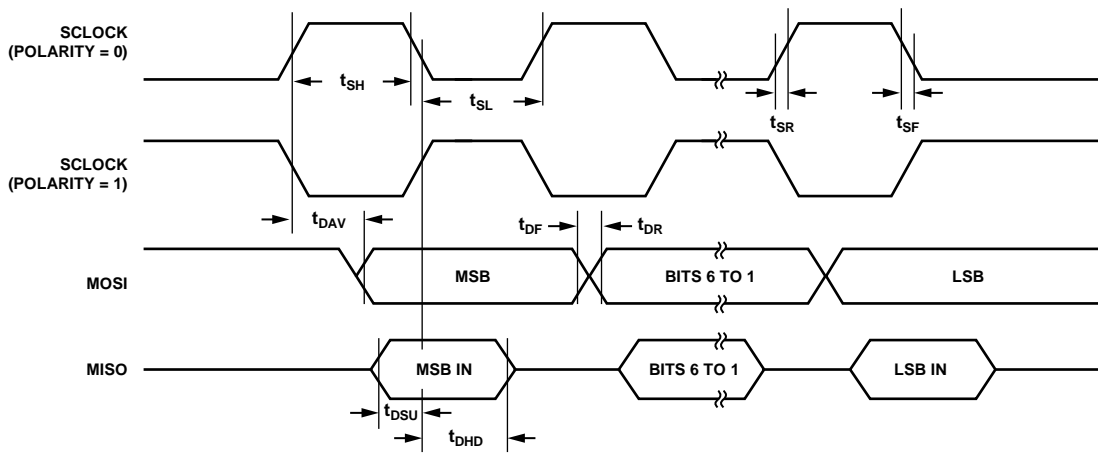 SCLOCK
(POLARITY = 0)
tSH
tSL
tSR
tSF
SCLOCK
(POLARITY = 1)
tDAV
tDF
tDR
MOSI
MSB
BITS 6 TO 1
LSB
MISO
MSB IN
BITS 6 TO 1
LSB IN
tDSU
tDHD